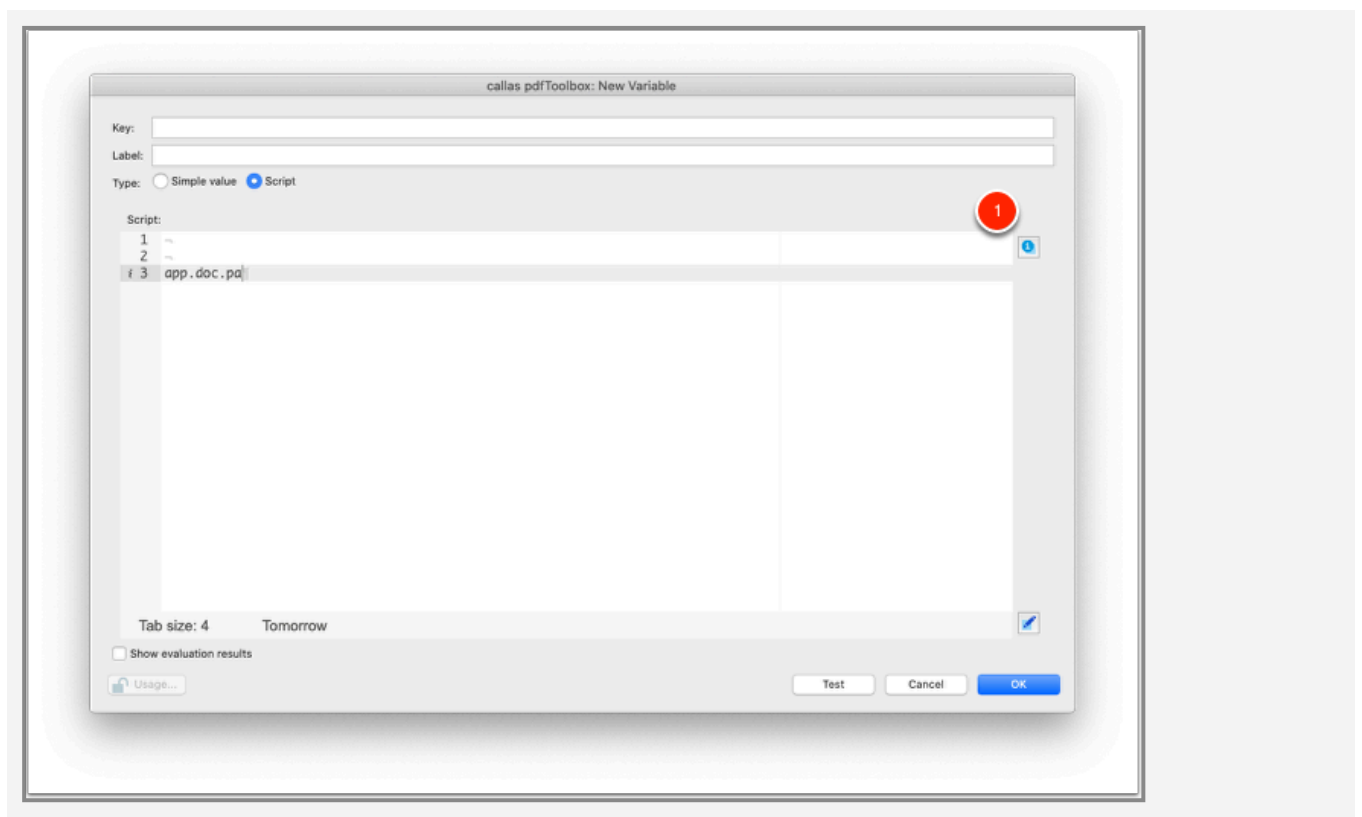 callas pdfToolbox: New Variable
Key:
Label:
Type: Simple value Script
1
Script:
1 ¬
2 ¬
i 3 app.doc.pa
Tab size: 4 Tomorrow
Show evaluation results
Usage... Test Cancel OK